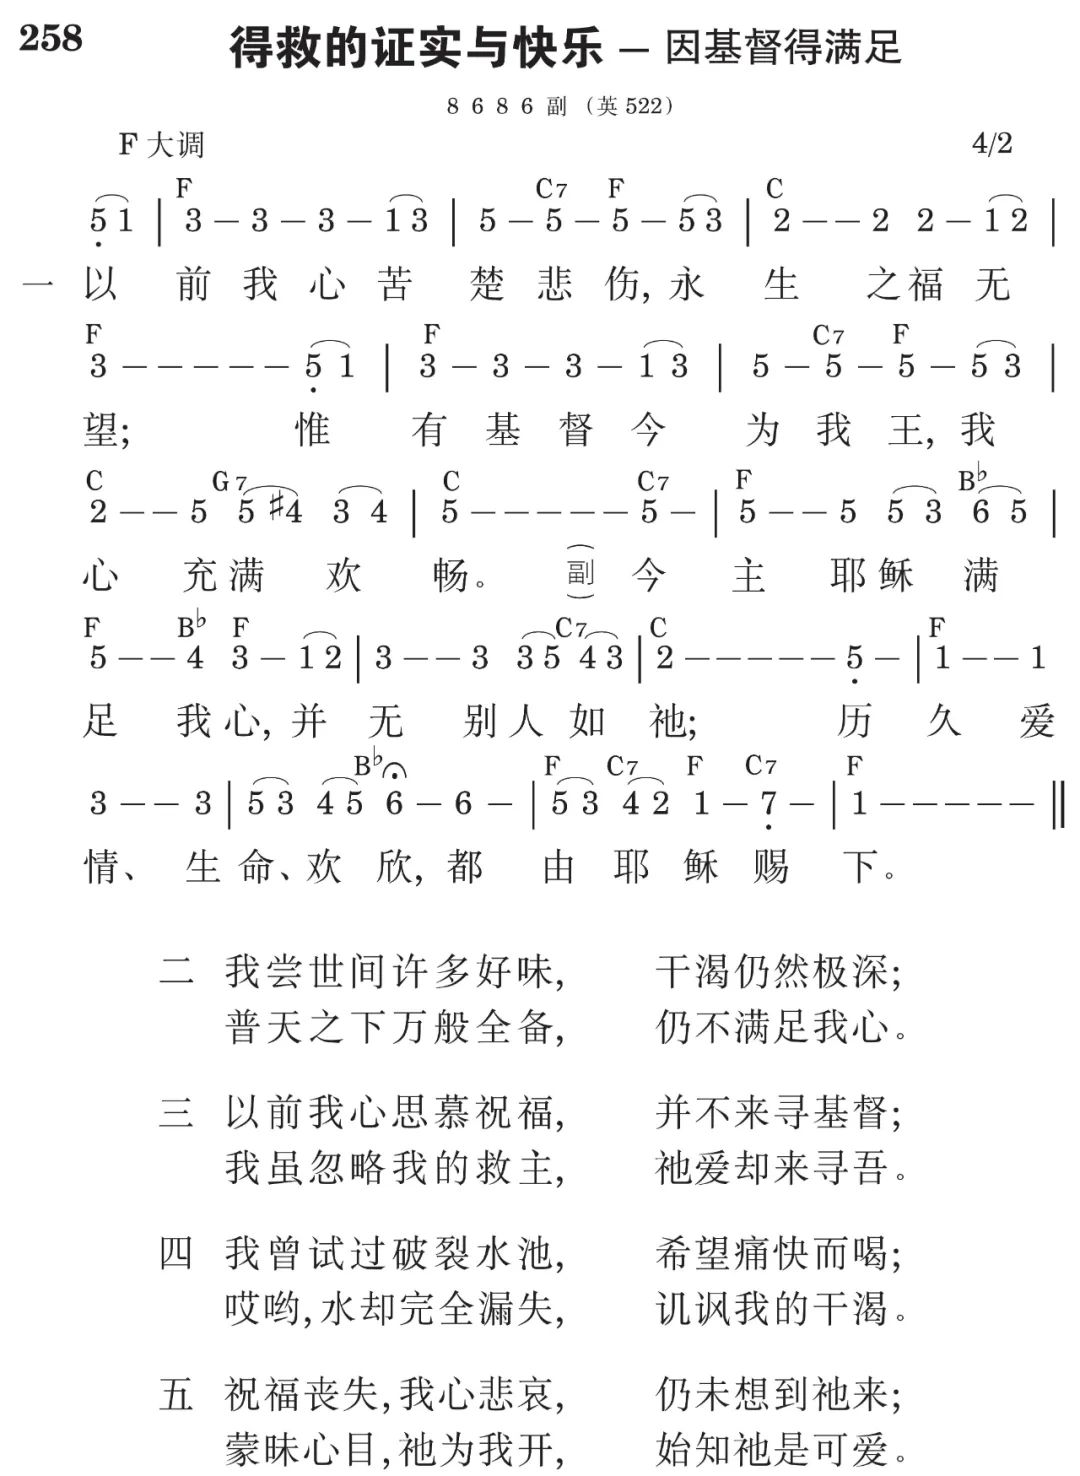 258
得救的证实与快乐 — 因基督得满足
8 6 8 6 副 (英 522)
F 大调 4/2
F C7 F C
5̣ 1 | 3 – 3 – 3 – 1 3 | 5 – 5 – 5 – 5 3 | 2 – – 2 2 – 1 2 |
一 以 前 我 心 苦 楚 悲 伤, 永 生 之 福 无
F F C7 F
3 – – – – – 5̣ 1 | 3 – 3 – 3 – 1 3 | 5 – 5 – 5 – 5 3 |
望; 惟 有 基 督 今 为 我 王, 我
C G7 C C7 F B♭
2 – – 5 5 #4 3 4 | 5 – – – – – 5 – | 5 – – 5 5 3 6 5 |
心 充 满 欢 畅。 (副) 今 主 耶 稣 满
F B♭ F C7 C F
5 – – 4 3 – 1 2 | 3 – – 3 3 5 4 3 | 2 – – – – – 5̣ – | 1 – – 1
足 我 心, 并 无 别 人 如 祂; 历 久 爱
B♭ F C7 F C7 F
3 – – 3 | 5 3 4 5 6 – 6 – | 5 3 4 2 1 – 7̣ – | 1 – – – – – ‖
情、 生 命、 欢 欣, 都 由 耶 稣 赐 下。
二 我尝世间许多好味, 干渴仍然极深;
普天之下万般全备, 仍不满足我心。
三 以前我心思慕祝福, 并不来寻基督;
我虽忽略我的救主, 祂爱却来寻吾。
四 我曾试过破裂水池, 希望痛快而喝;
哎哟,水却完全漏失, 讥讽我的干渴。
五 祝福丧失,我心悲哀, 仍未想到祂来;
蒙昧心目,祂为我开, 始知祂是可爱。